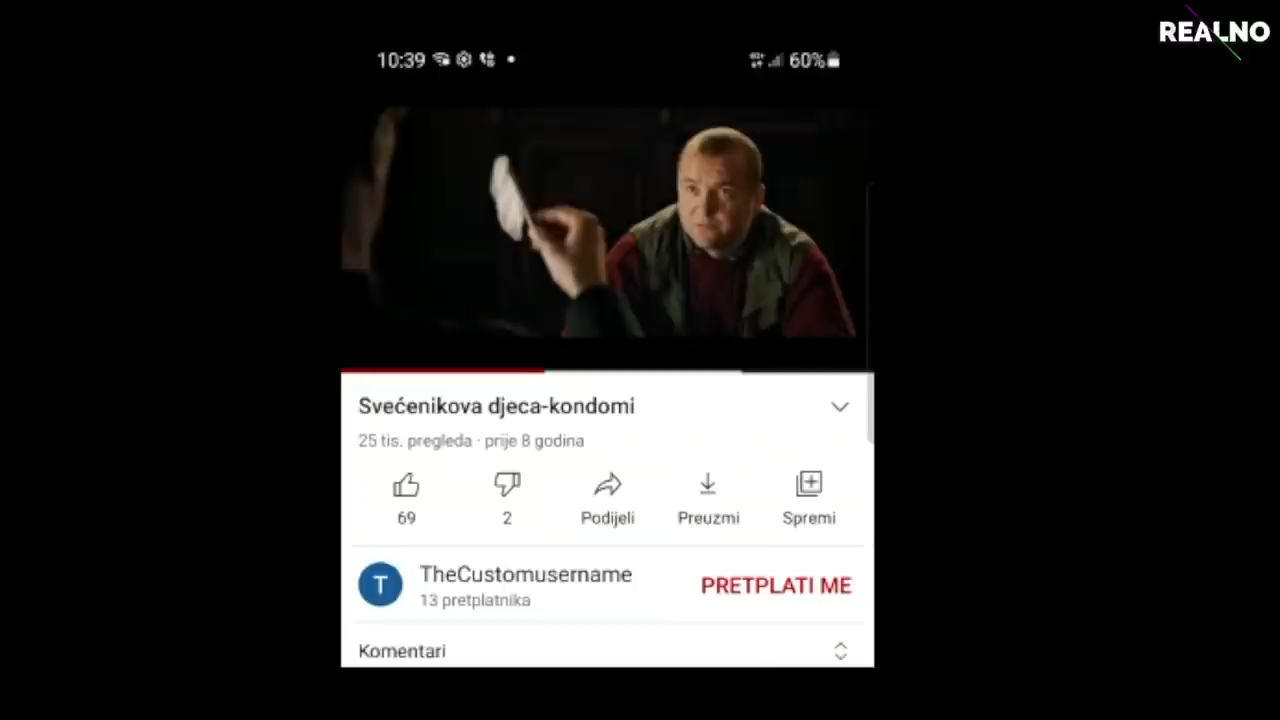 REALNO
10:39
60%
Svećenikova djeca-kondomi
25 tis. pregleda · prije 8 godina
69
2
Podijeli
Preuzmi
Spremi
T
TheCustomusername
PRETPLATI ME
13 pretplatnika
Komentari